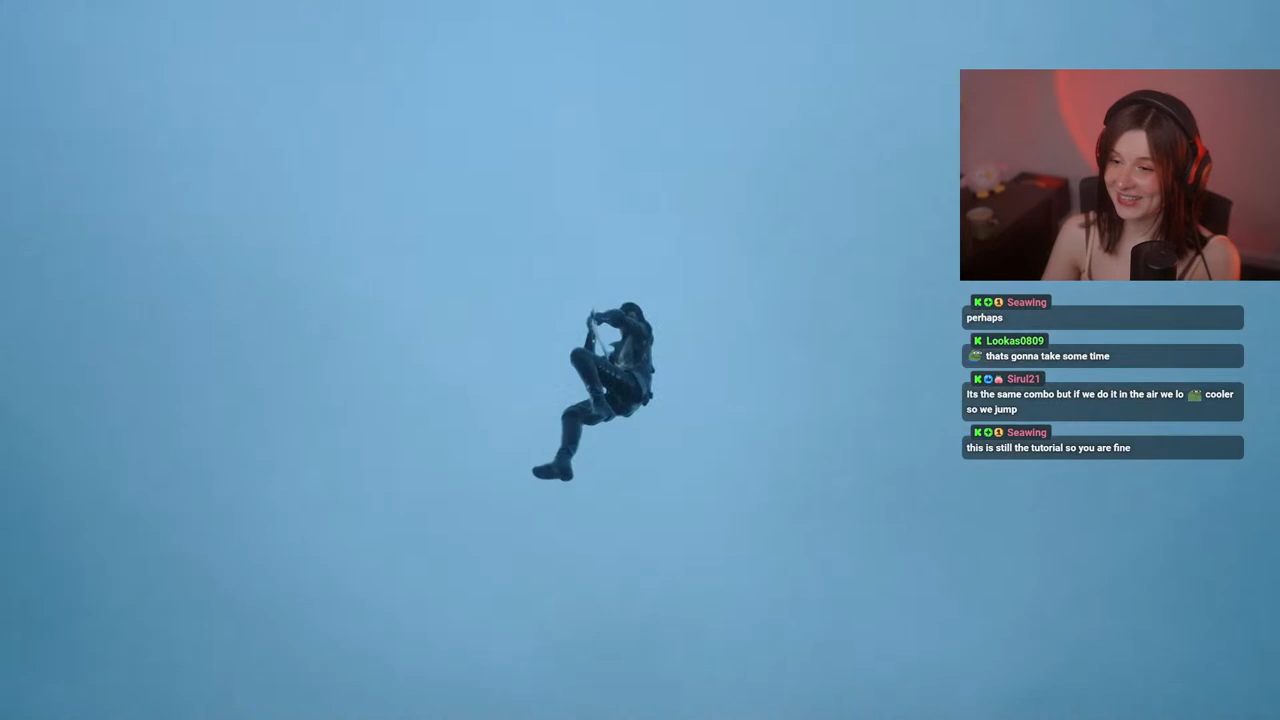 Seawing
perhaps
Lookas0809
thats gonna take some time
Sirul21
Its the same combo but if we do it in the air we lo cooler
so we jump
Seawing
this is still the tutorial so you are fine